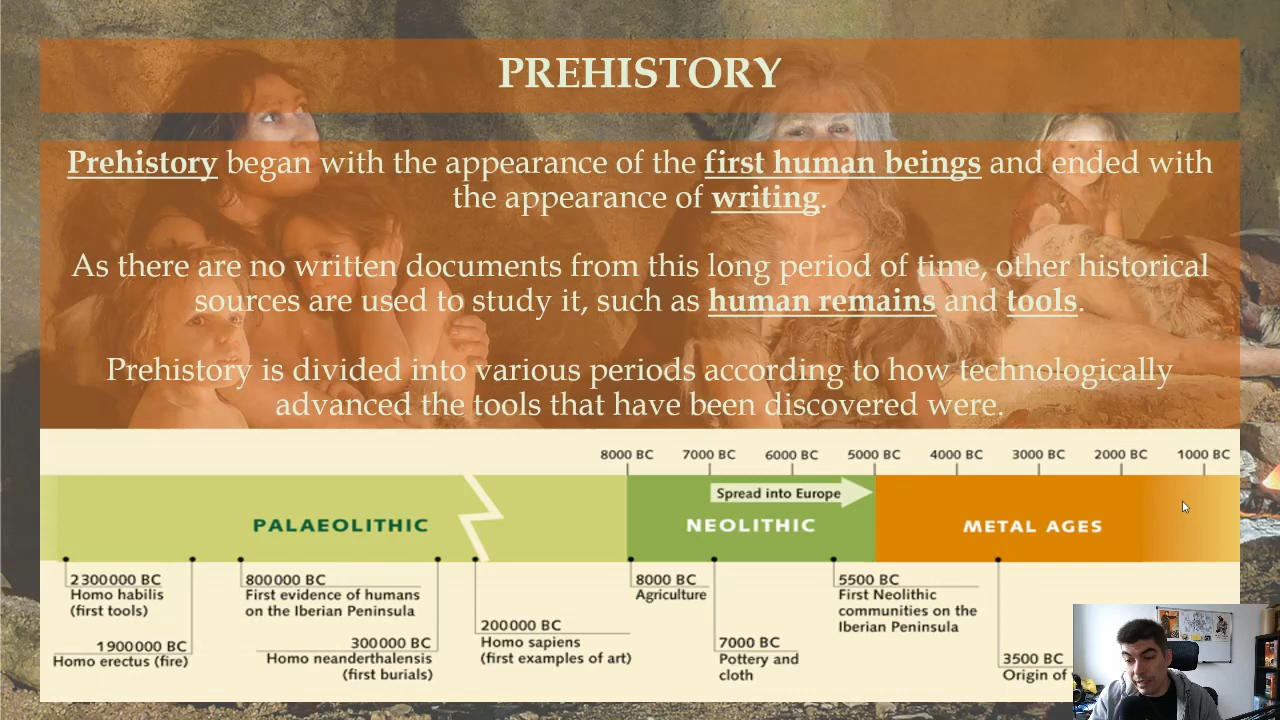 PREHISTORY
Prehistory began with the appearance of the first human beings and ended with
the appearance of writing.
As there are no written documents from this long period of time, other historical
sources are used to study it, such as human remains and tools.
Prehistory is divided into various periods according to how technologically
advanced the tools that have been discovered were.
8000 BC 7000 BC 6000 BC 5000 BC 4000 BC 3000 BC 2000 BC 1000 BC
Spread into Europe
PALAEOLITHIC NEOLITHIC METAL AGES
2300000 BC
Homo habilis
(first tools)
1900000 BC
Homo erectus (fire)
800000 BC
First evidence of humans
on the Iberian Peninsula
300000 BC
Homo neanderthalensis
(first burials)
200000 BC
Homo sapiens
(first examples of art)
8000 BC
Agriculture
7000 BC
Pottery and
cloth
5500 BC
First Neolithic
communities on the
Iberian Peninsula
3500 BC
Origin of